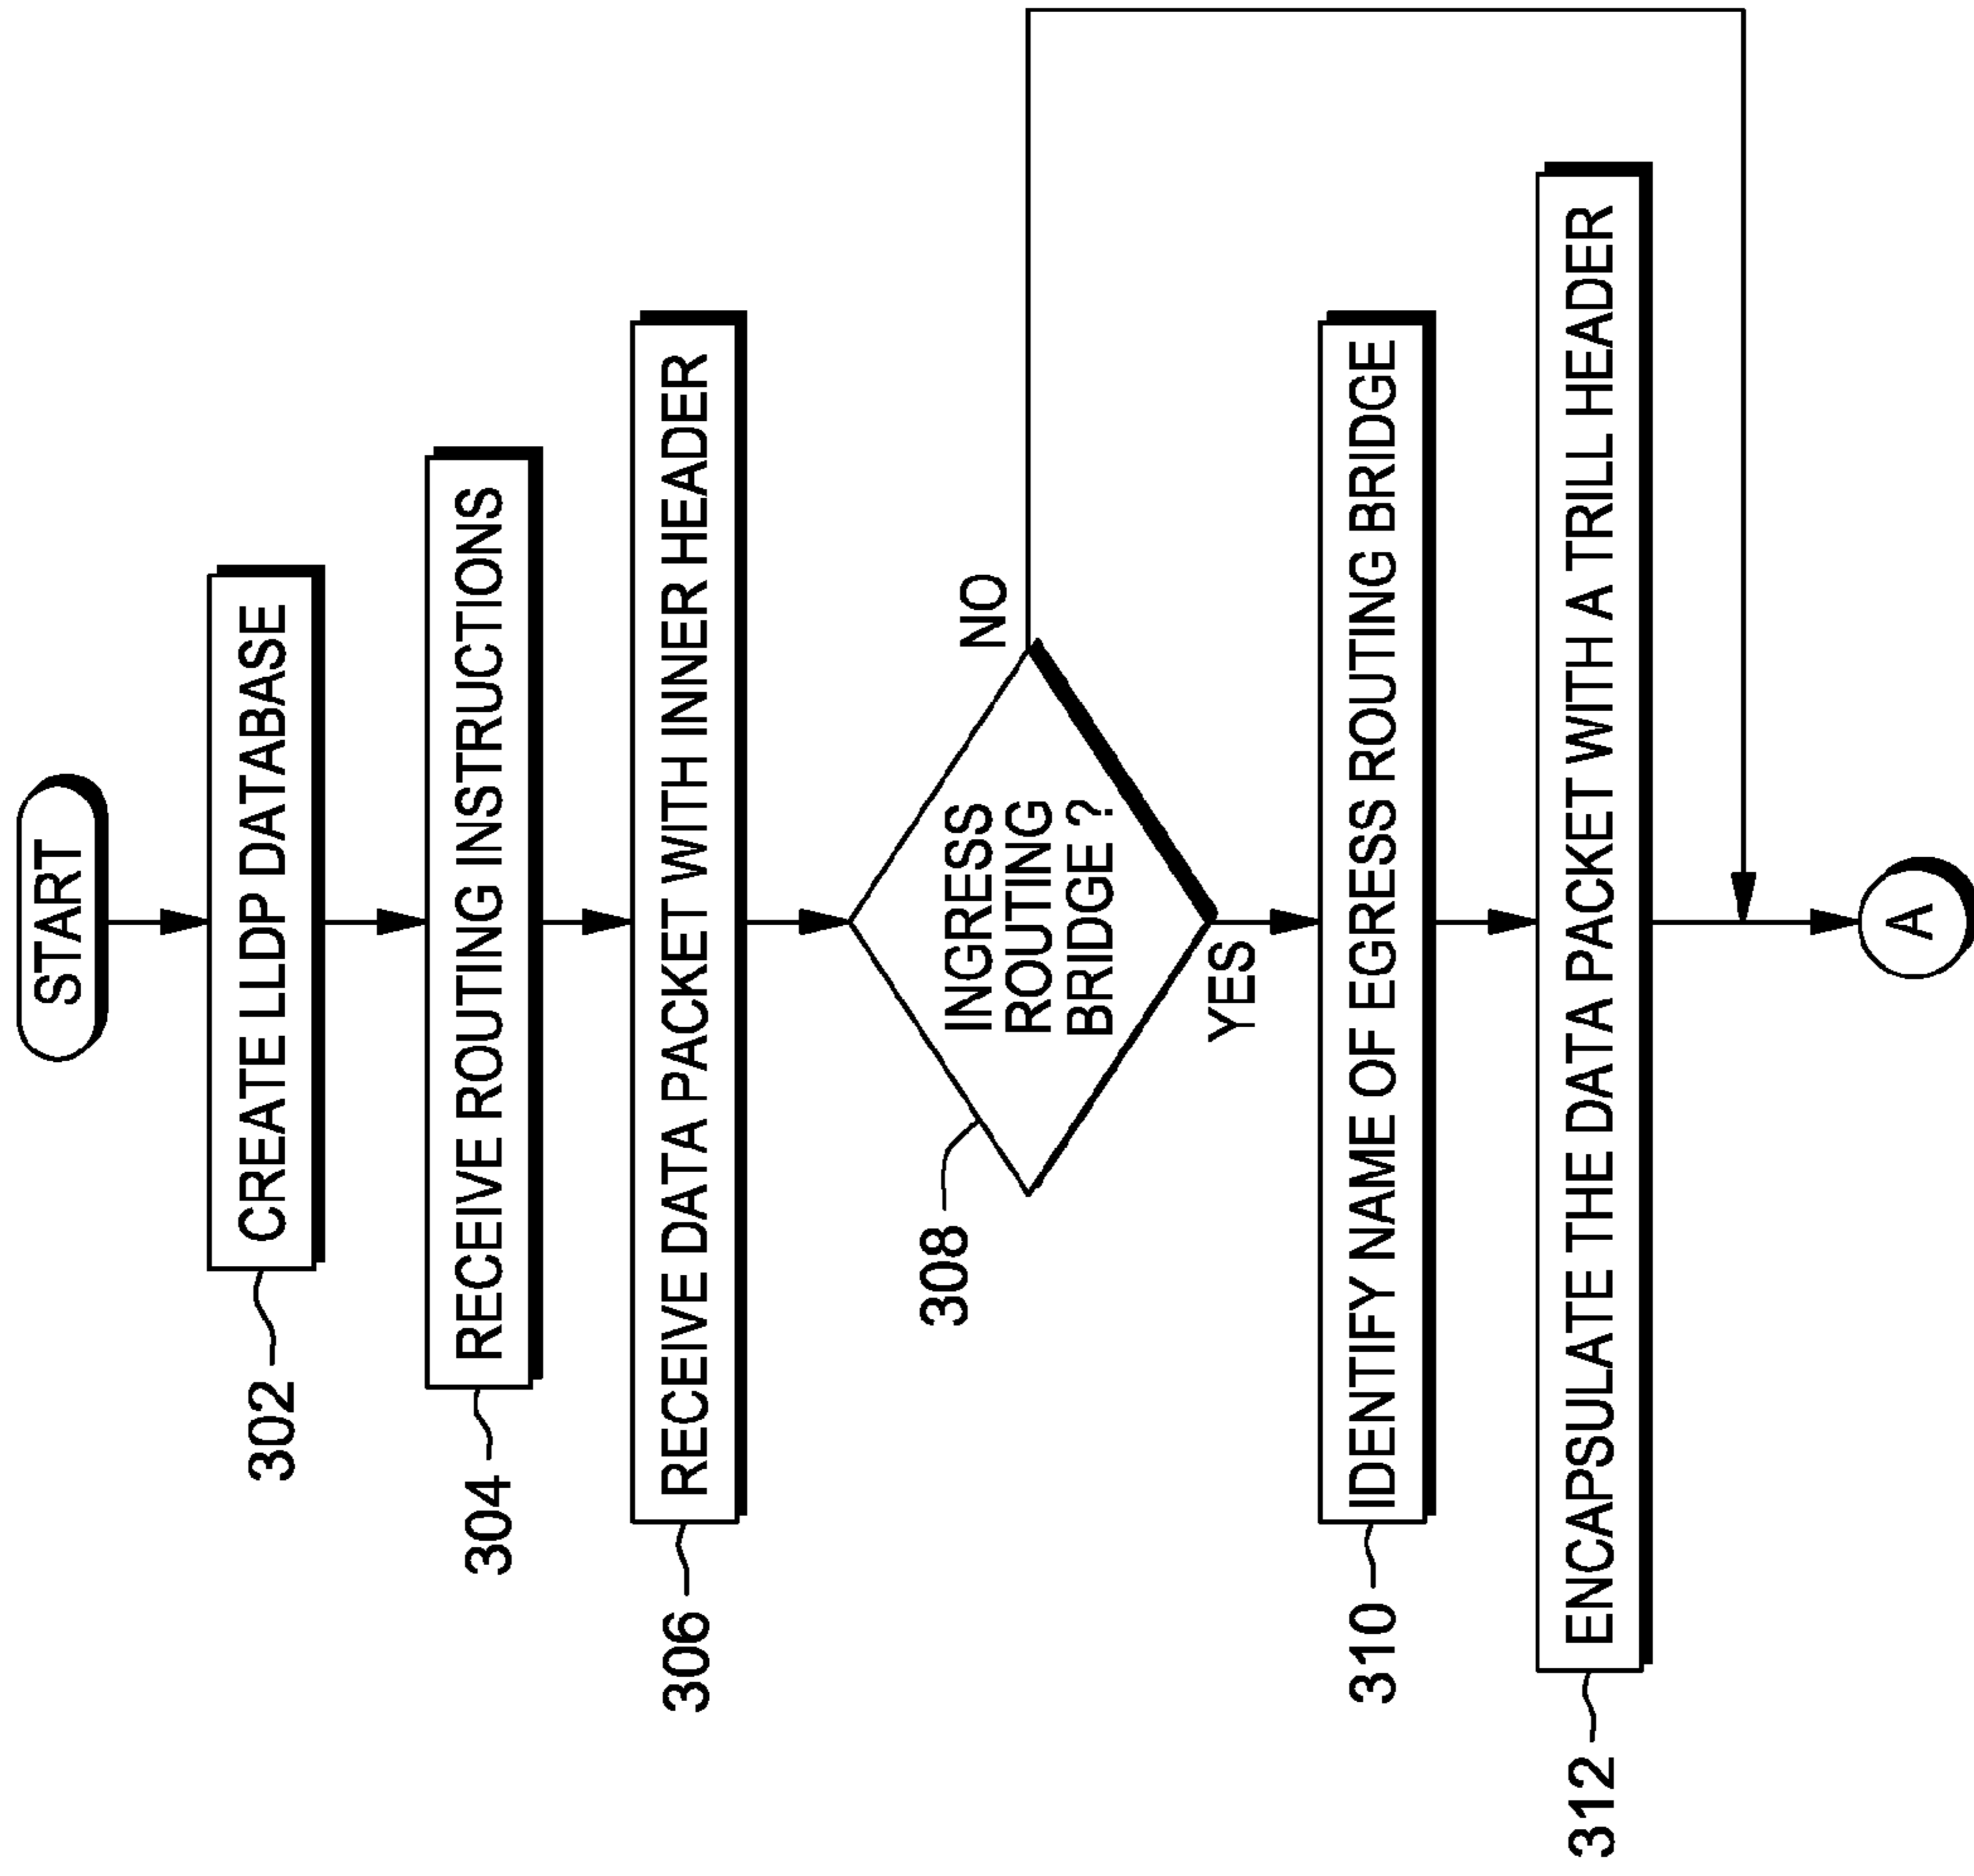 START
302
CREATE LLDP DATABASE
304
RECEIVE ROUTING INSTRUCTIONS
306
RECEIVE DATA PACKET WITH INNER HEADER
308
INGRESS
ROUTING
BRIDGE ?
NO
YES
310
IDENTIFY NAME OF EGRESS ROUTING BRIDGE
312
ENCAPSULATE THE DATA PACKET WITH A TRILL HEADER
A